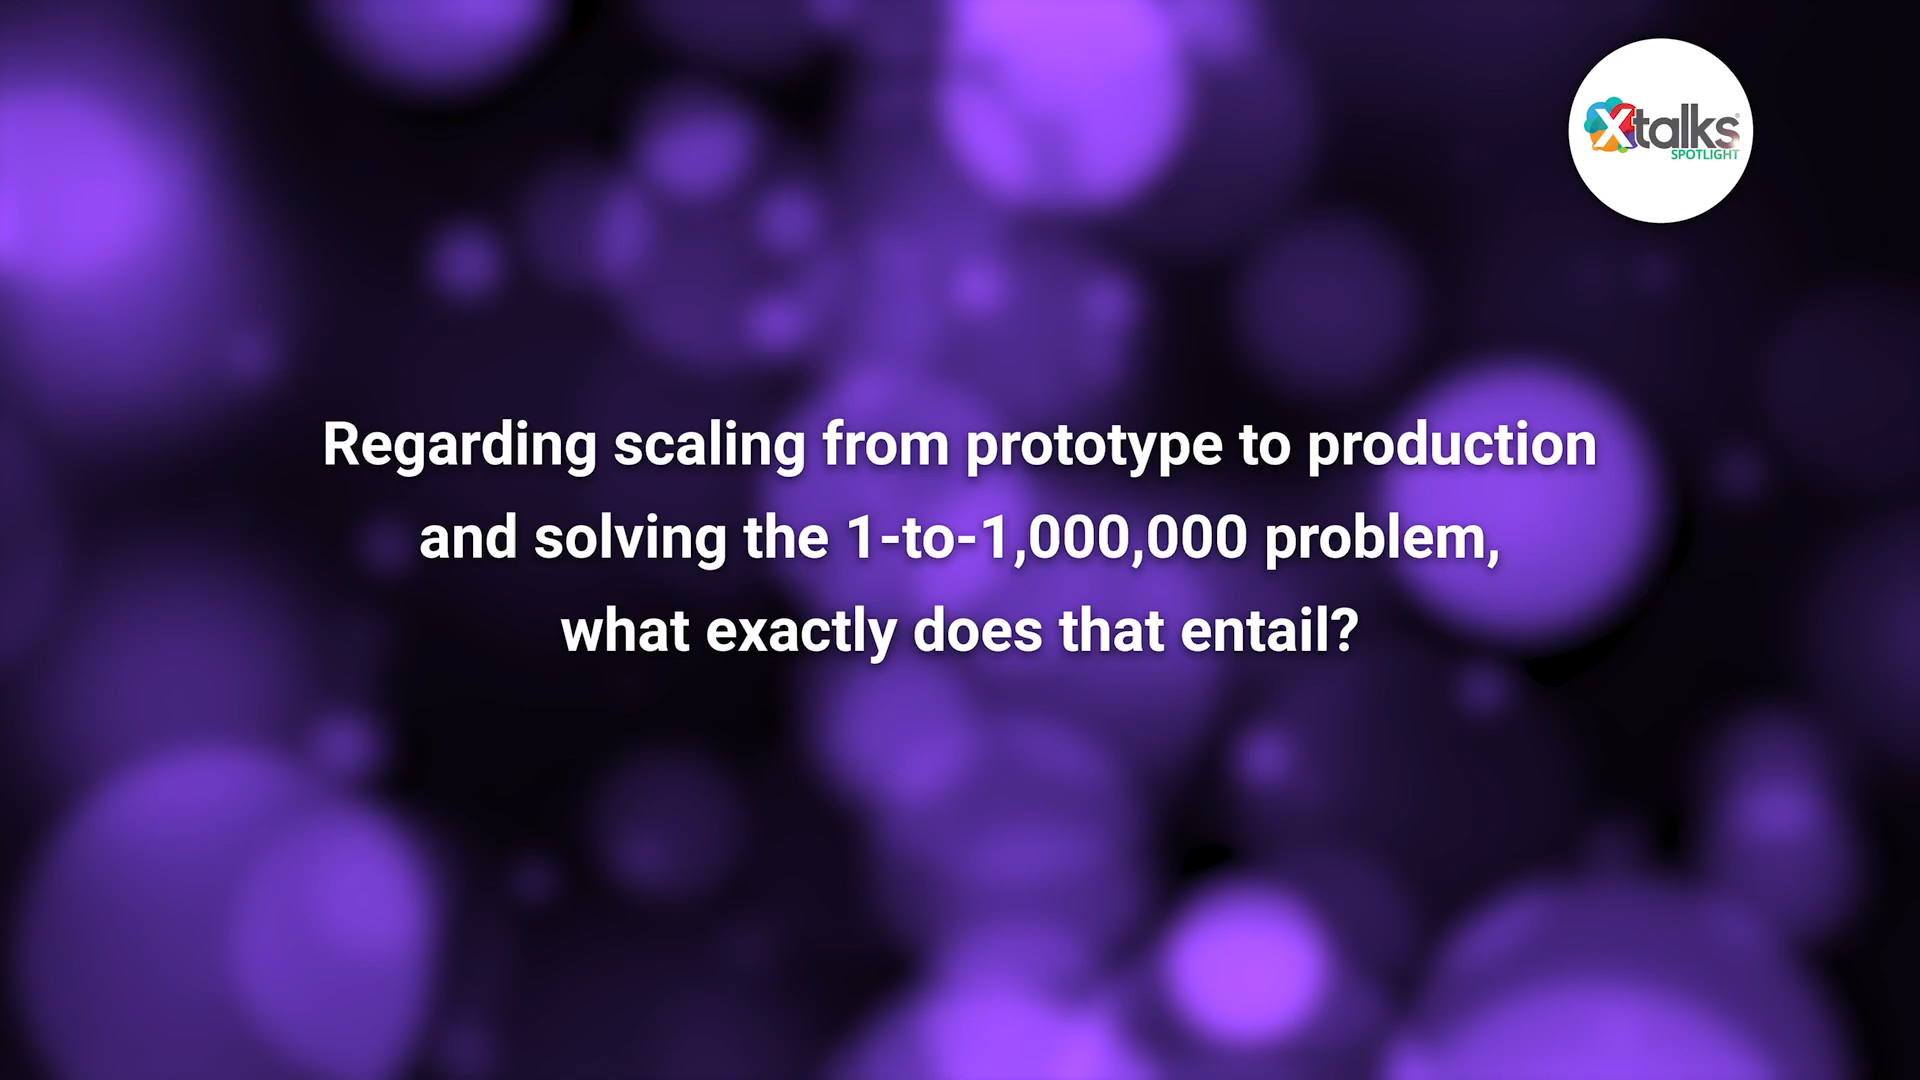 Xtalks
SPOTLIGHT
Regarding scaling from prototype to production
and solving the 1-to-1,000,000 problem,
what exactly does that entail?